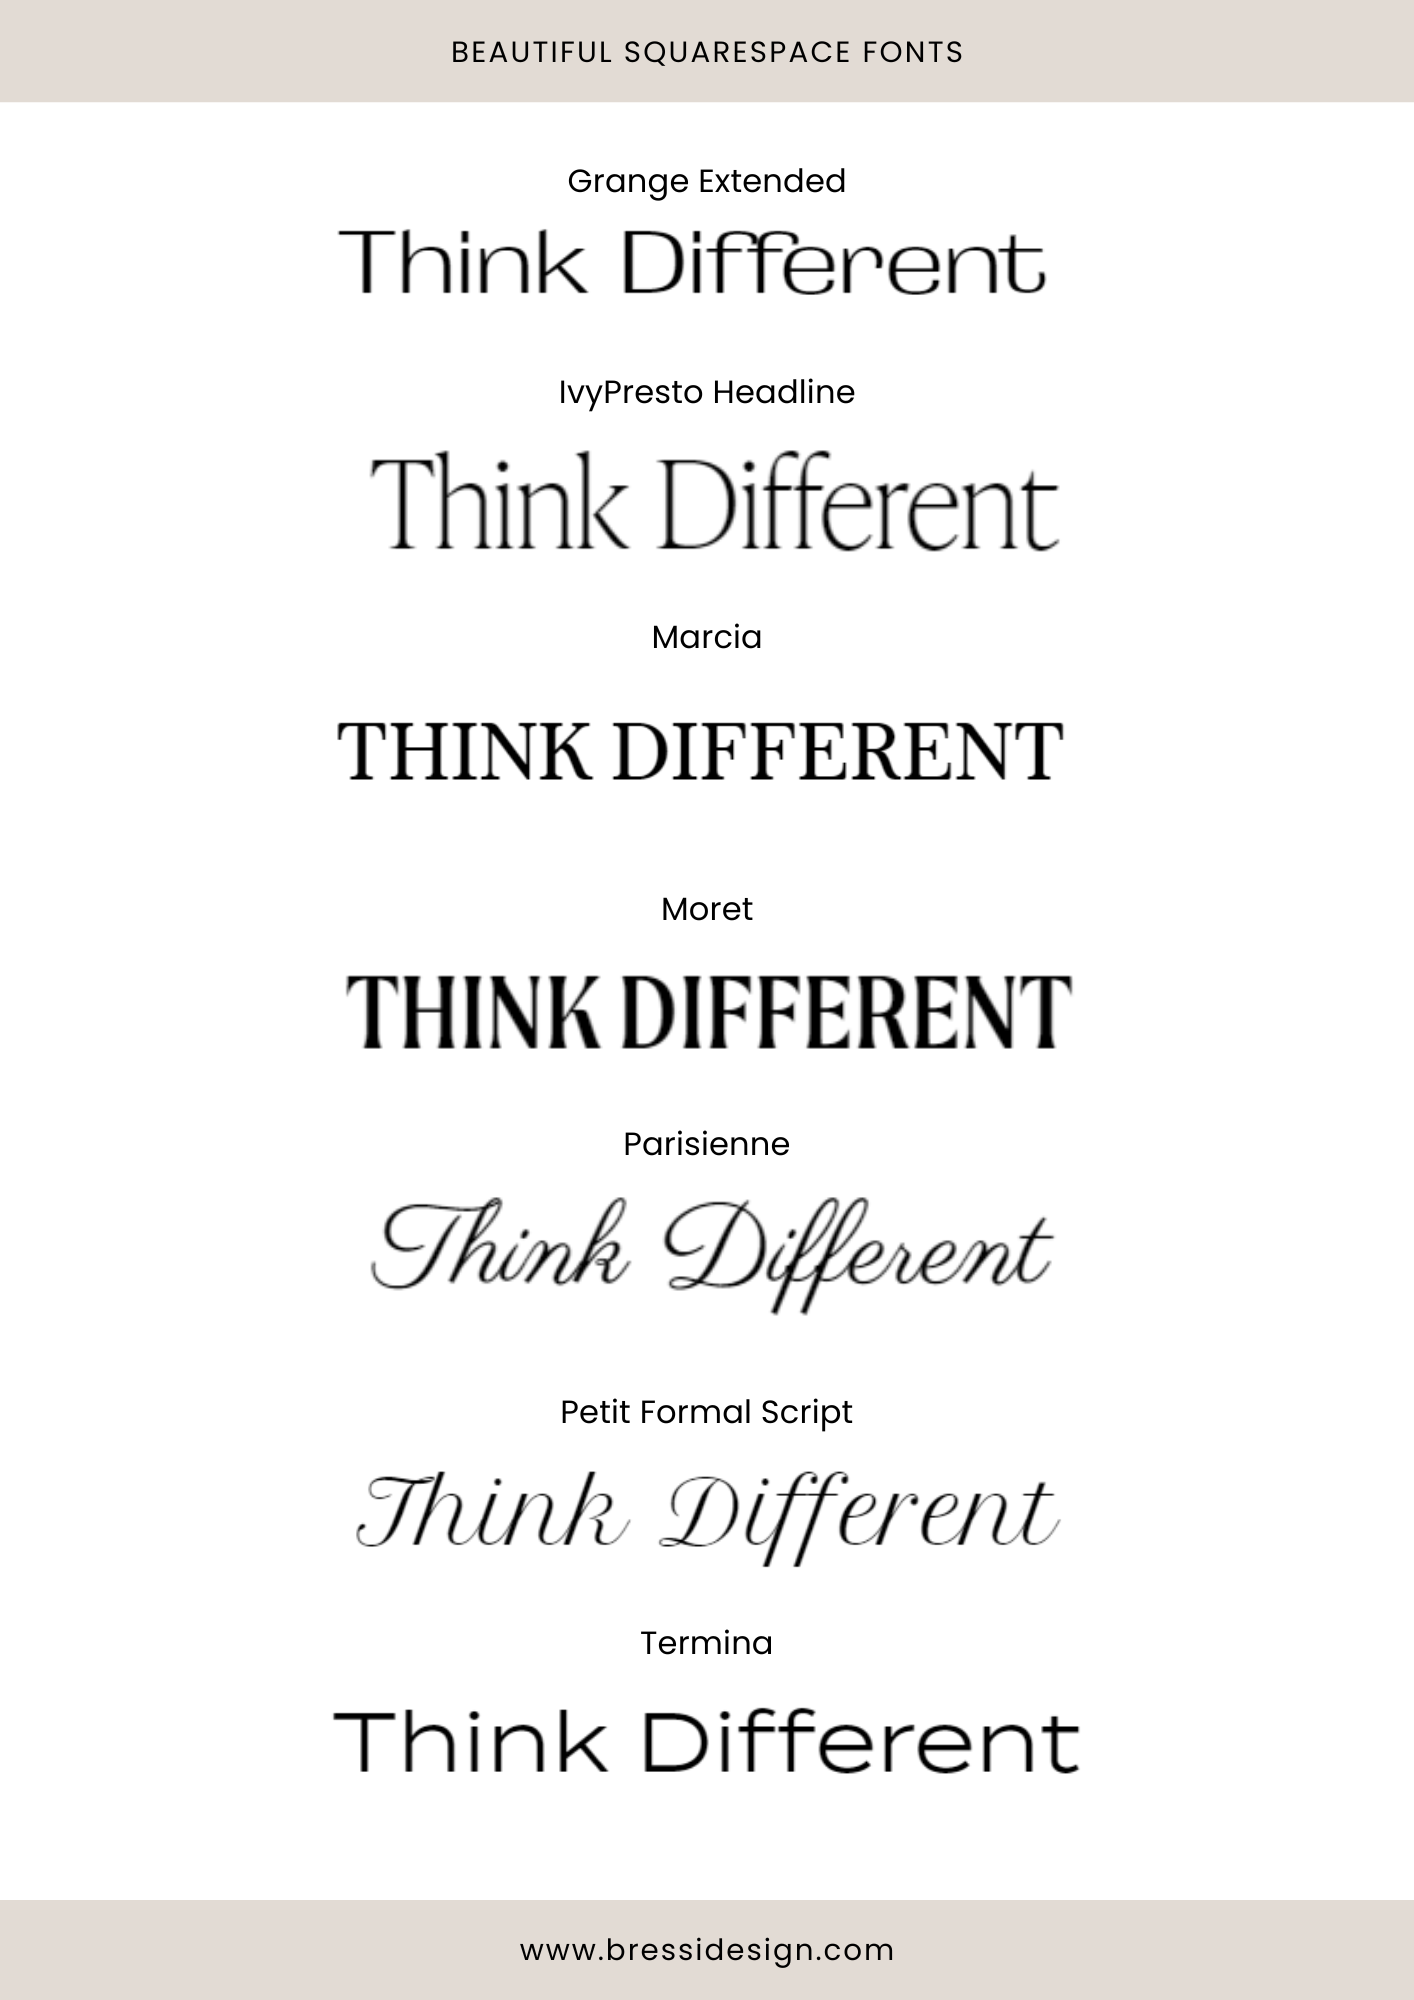 BEAUTIFUL SQUARESPACE FONTS
Grange Extended
Think Different
IvyPresto Headline
Think Different
Marcia
THINK DIFFERENT
Moret
THINK DIFFERENT
Parisienne
Think Different
Petit Formal Script
Think Different
Termina
Think Different
www.bressidesign.com